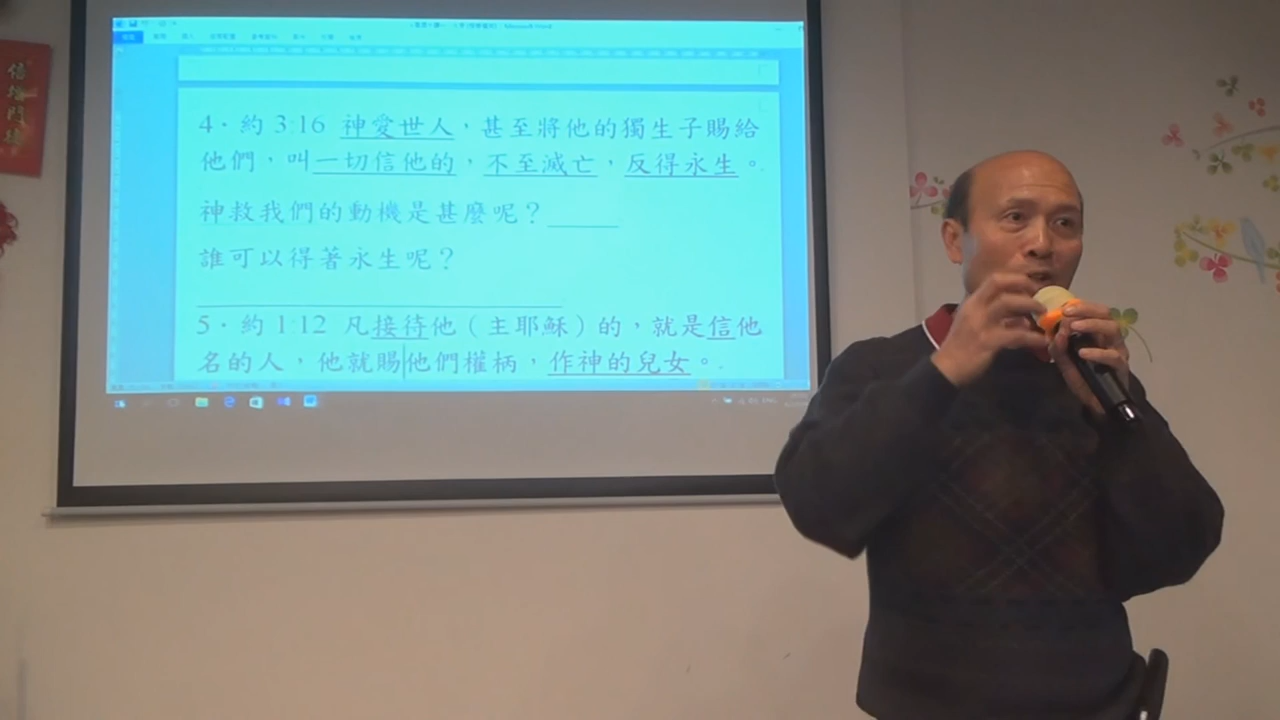 4．約 3:16 神愛世人，甚至將他的獨生子賜給
他們，叫一切信他的，不至滅亡，反得永生。
神救我們的動機是甚麼呢？
誰可以得著永生呢？
5．約 1:12 凡接待他（主耶穌）的，就是信他
名的人，他就賜他們權柄，作神的兒女。